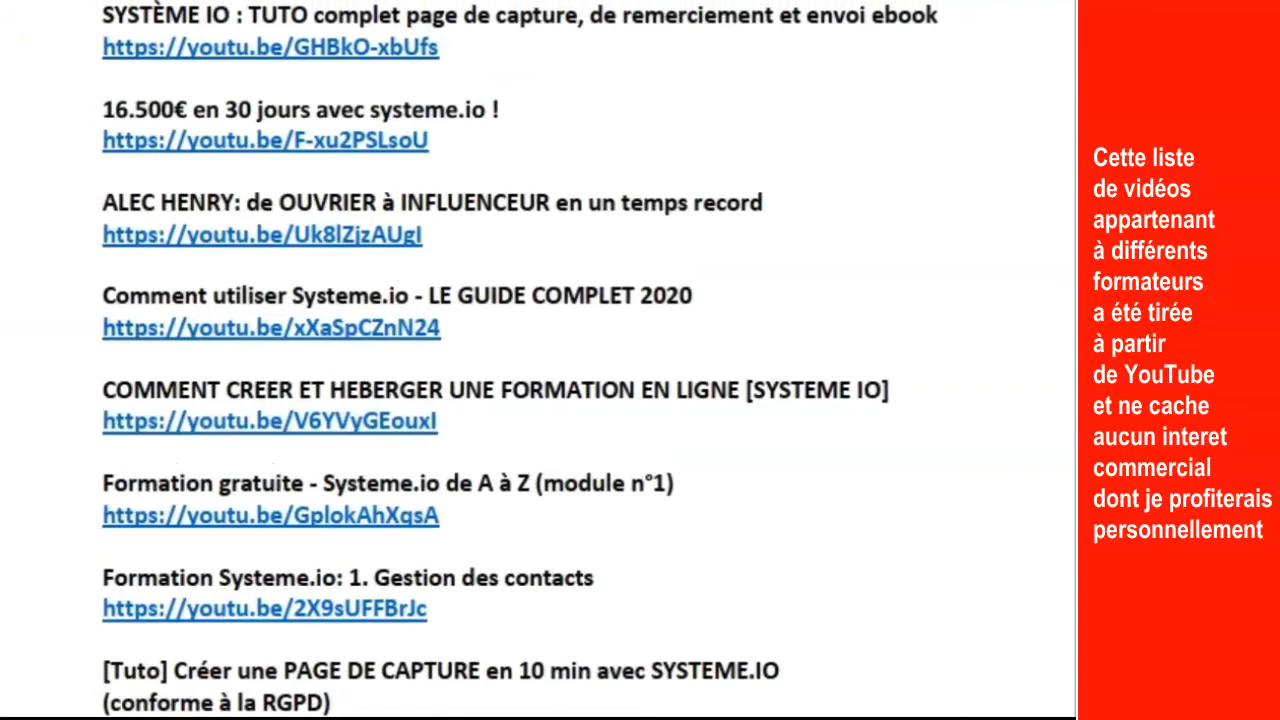 SYSTÈME IO : TUTO complet page de capture, de remerciement et envoi ebook
https://youtu.be/GHBkO-xbUfs
16.500€ en 30 jours avec systeme.io !
https://youtu.be/F-xu2PSLsoU
ALEC HENRY: de OUVRIER à INFLUENCEUR en un temps record
https://youtu.be/Uk8lZjzAUgI
Comment utiliser Systeme.io - LE GUIDE COMPLET 2020
https://youtu.be/xXaSpCZnN24
COMMENT CREER ET HEBERGER UNE FORMATION EN LIGNE [SYSTEME IO]
https://youtu.be/V6YVyGEouxI
Formation gratuite - Systeme.io de A à Z (module n°1)
https://youtu.be/GplokAhXqsA
Formation Systeme.io: 1. Gestion des contacts
https://youtu.be/2X9sUFFBrJc
[Tuto] Créer une PAGE DE CAPTURE en 10 min avec SYSTEME.IO
(conforme à la RGPD)
Cette liste
de vidéos
appartenant
à différents
formateurs
a été tirée
à partir
de YouTube
et ne cache
aucun interet
commercial
dont je profiterais
personnellement